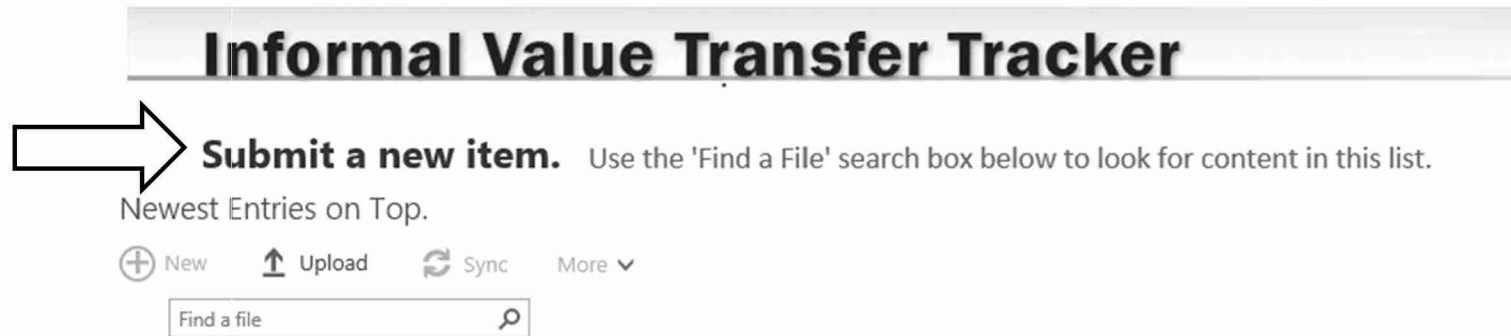 Informal Value Transfer Tracker
Submit a new item. Use the 'Find a File' search box below to look for content in this list.
Newest Entries on Top.
New Upload Sync More
Find a file